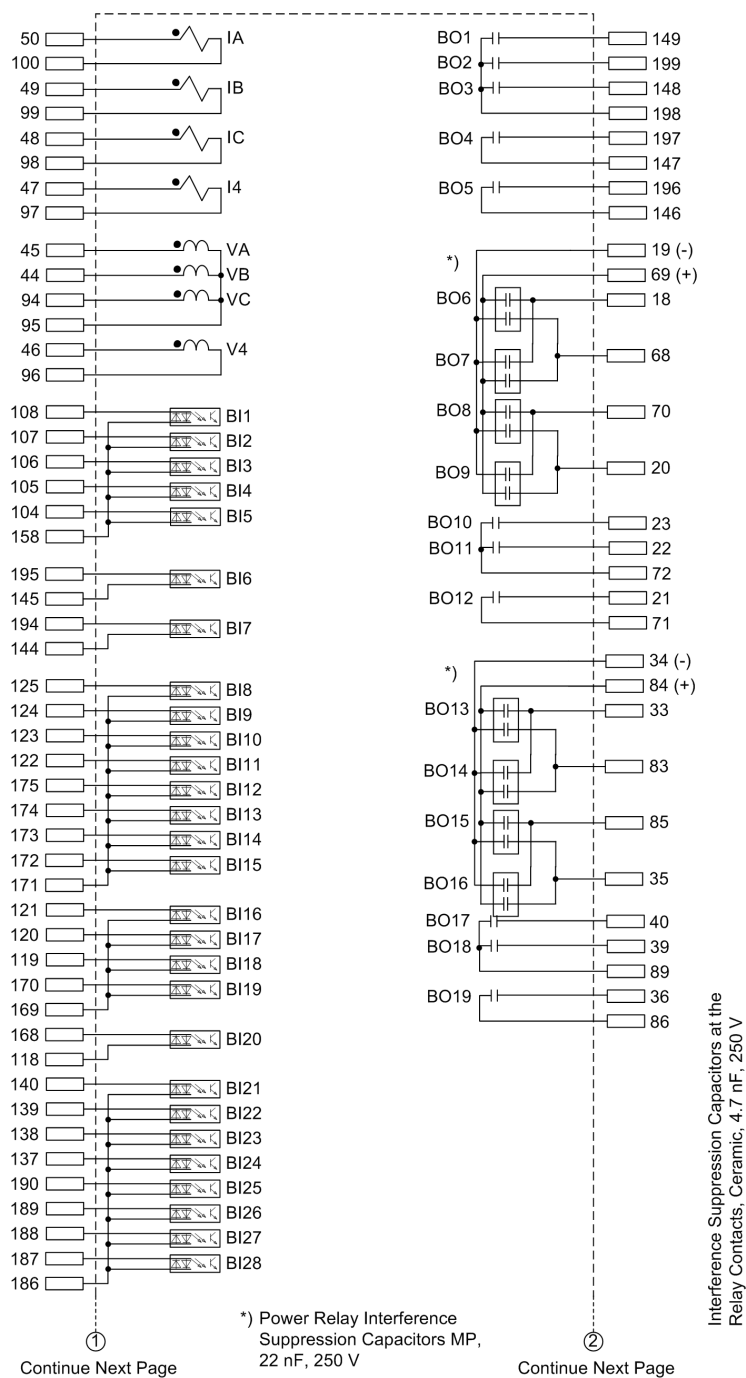 50 IA
100
49 IB
99
48 IC
98
47 I4
97
45 VA
44 VB
94 VC
95
46 V4
96
108 BI1
107 BI2
106 BI3
105 BI4
104 BI5
158
195 BI6
145
194 BI7
144
125 BI8
124 BI9
123 BI10
122 BI11
175 BI12
174 BI13
173 BI14
172 BI15
171
121 BI16
120 BI17
119 BI18
170 BI19
169
168 BI20
118
140 BI21
139 BI22
138 BI23
137 BI24
190 BI25
189 BI26
188 BI27
187 BI28
186
1
Continue Next Page
BO1 149
BO2 199
BO3 148
198
BO4 197
147
BO5 196
146
19 (-)
*)
69 (+)
BO6 18
BO7 68
BO8 70
BO9 20
BO10 23
BO11 22
72
BO12 21
71
34 (-)
*)
84 (+)
BO13 33
BO14 83
BO15 85
BO16 35
BO17 40
BO18 39
89
BO19 36
86
*) Power Relay Interference
Suppression Capacitors MP,
22 nF, 250 V
2
Continue Next Page
Interference Suppression Capacitors at the
Relay Contacts, Ceramic, 4.7 nF, 250 V